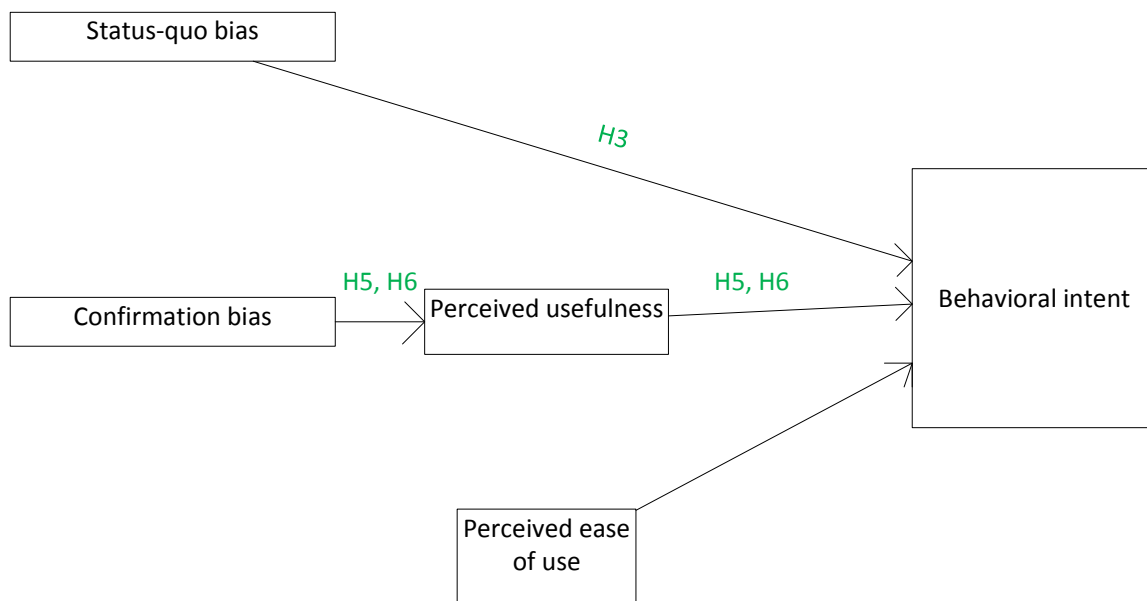 Status-quo bias
H3
H5, H6
H5, H6
Confirmation bias
Perceived usefulness
Behavioral intent
Perceived ease
of use